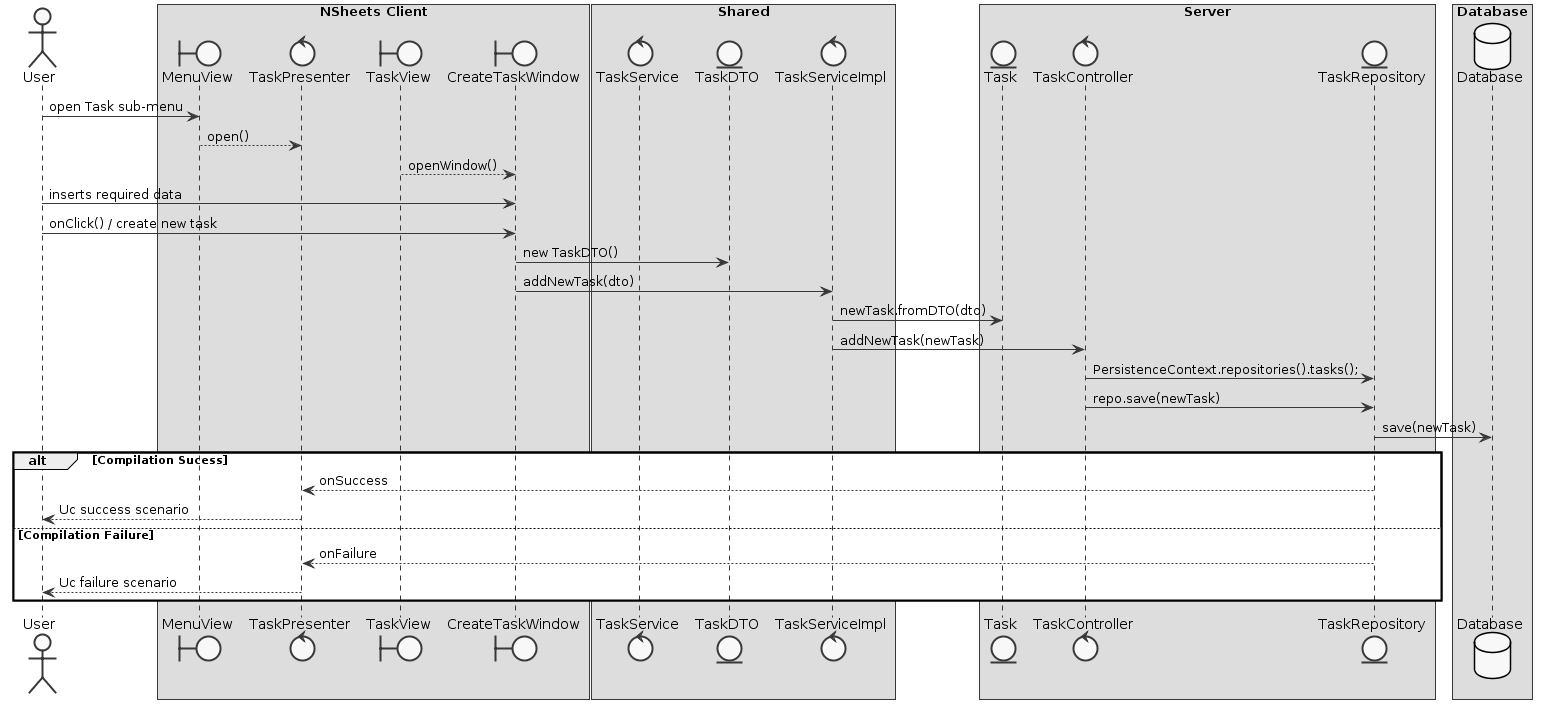 NSheets Client
Shared
Server
Database
User
MenuView
TaskPresenter
TaskView
CreateTaskWindow
TaskService
TaskDTO
TaskServiceImpl
Task
TaskController
TaskRepository
Database
open Task sub-menu
open()
openWindow()
inserts required data
onClick() / create new task
new TaskDTO()
addNewTask(dto)
newTask.fromDTO(dto)
addNewTask(newTask)
PersistenceContext.repositories().tasks();
repo.save(newTask)
save(newTask)
alt [Compilation Sucess]
onSuccess
Uc success scenario
[Compilation Failure]
onFailure
Uc failure scenario
User
MenuView
TaskPresenter
TaskView
CreateTaskWindow
TaskService
TaskDTO
TaskServiceImpl
Task
TaskController
TaskRepository
Database